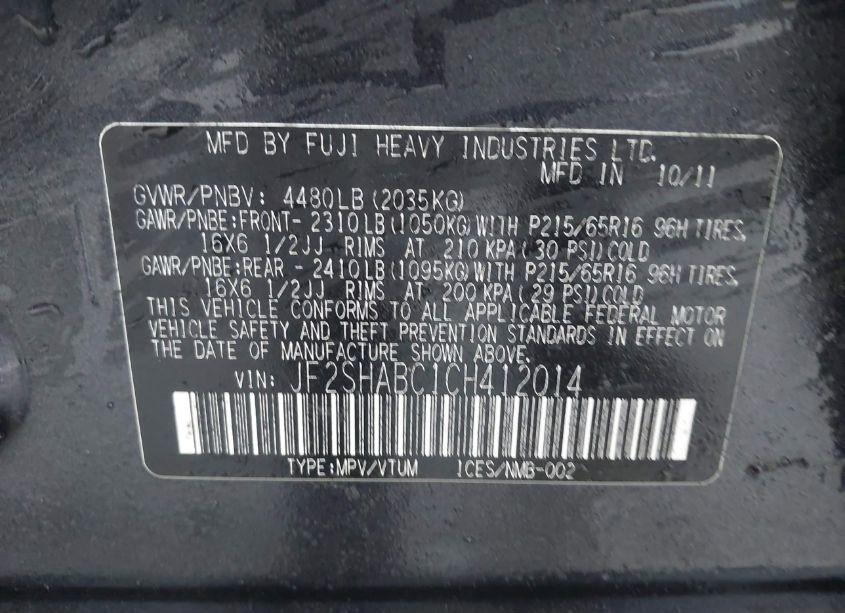 MFD BY FUJI HEAVY INDUSTRIES LTD.
MFD IN 10/11
GVWR/PNBV: 4480LB (2035KG)
GAWR/PNBE:FRONT- 2310LB(1050KG)WITH P215/65R16 96H TIRES,
16X6 1/2JJ RIMS AT 210 KPA( 30 PSI)COLD
GAWR/PNBE:REAR - 2410LB(1095KG)WITH P215/65R16 96H TIRES,
16X6 1/2JJ RIMS AT 200 KPA( 29 PSI)COLD
THIS VEHICLE CONFORMS TO ALL APPLICABLE FEDERAL MOTOR
VEHICLE SAFETY AND THEFT PREVENTION STANDARDS IN EFFECT ON
THE DATE OF MANUFACTURE SHOWN ABOVE.
VIN: JF2SHABC1CH412014
TYPE:MPV/VTUM ICES/NMB-002